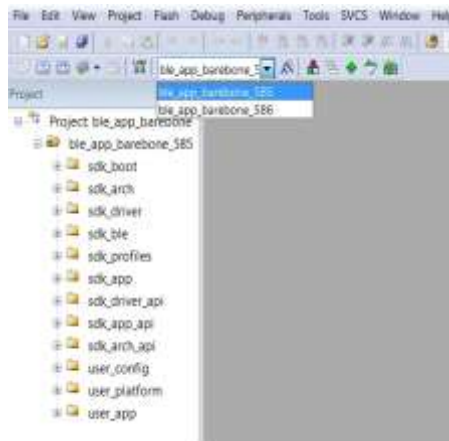 File Edit View Project Flash Debug Peripherals Tools SVCS Window Help
ble_app_barebone_5
Project
ble_app_barebone_585
ble_app_barebone_586
Project ble_app_barebone
ble_app_barebone_585
sdk_boot
sdk_arch
sdk_driver
sdk_ble
sdk_profiles
sdk_app
sdk_driver_api
sdk_app_api
sdk_arch_api
user_config
user_platform
user_app